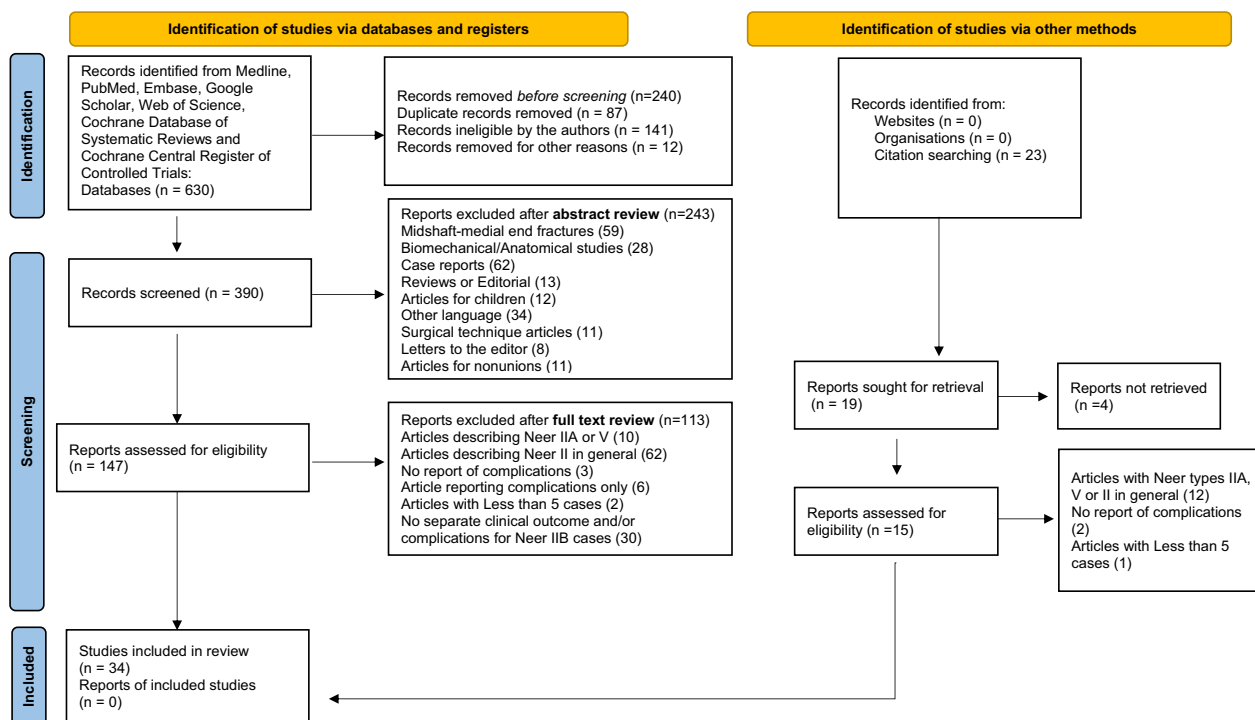 Identification of studies via databases and registers
Identification of studies via other methods
Identification
Records identified from Medline,
PubMed, Embase, Google
Scholar, Web of Science,
Cochrane Database of
Systematic Reviews and
Cochrane Central Register of
Controlled Trials:
Databases (n = 630)
Records removed before screening (n=240)
Duplicate records removed (n = 87)
Records ineligible by the authors (n = 141)
Records removed for other reasons (n = 12)
Records identified from:
Websites (n = 0)
Organisations (n = 0)
Citation searching (n = 23)
Screening
Records screened (n = 390)
Reports excluded after abstract review (n=243)
Midshaft-medial end fractures (59)
Biomechanical/Anatomical studies (28)
Case reports (62)
Reviews or Editorial (13)
Articles for children (12)
Other language (34)
Surgical technique articles (11)
Letters to the editor (8)
Articles for nonunions (11)
Reports sought for retrieval
(n = 19)
Reports not retrieved
(n =4)
Reports assessed for eligibility
(n = 147)
Reports excluded after full text review (n=113)
Articles describing Neer IIA or V (10)
Articles describing Neer II in general (62)
No report of complications (3)
Article reporting complications only (6)
Articles with Less than 5 cases (2)
No separate clinical outcome and/or
complications for Neer IIB cases (30)
Reports assessed for
eligibility (n =15)
Articles with Neer types IIA,
V or II in general (12)
No report of complications
(2)
Articles with Less than 5
cases (1)
Included
Studies included in review
(n = 34)
Reports of included studies
(n = 0)